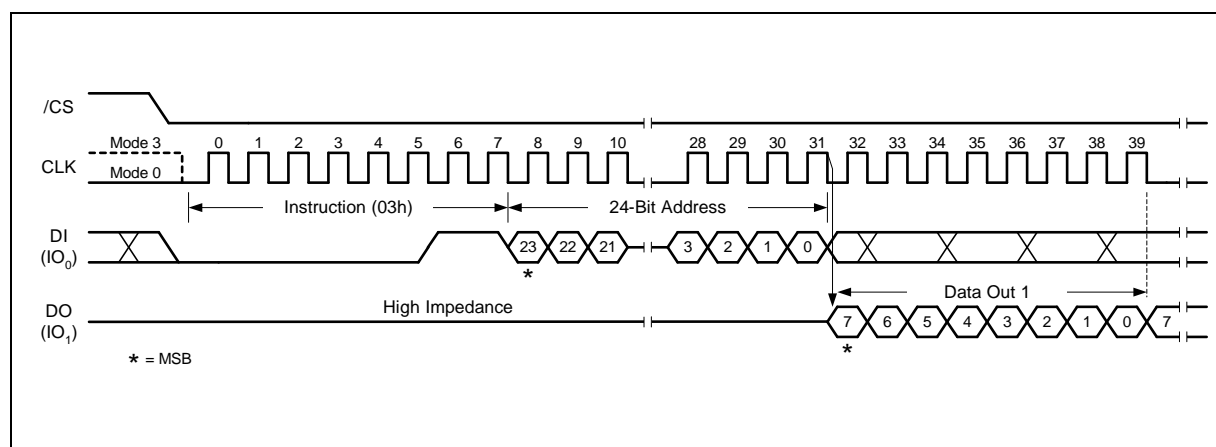 /CS
Mode 3 0 1 2 3 4 5 6 7 8 9 10 28 29 30 31 32 33 34 35 36 37 38 39
CLK
Mode 0
Instruction (03h) 24-Bit Address
DI
(IO₀)
23 22 21 3 2 1 0
*
High Impedance Data Out 1
DO
(IO₁)
7 6 5 4 3 2 1 0 7
*
* = MSB